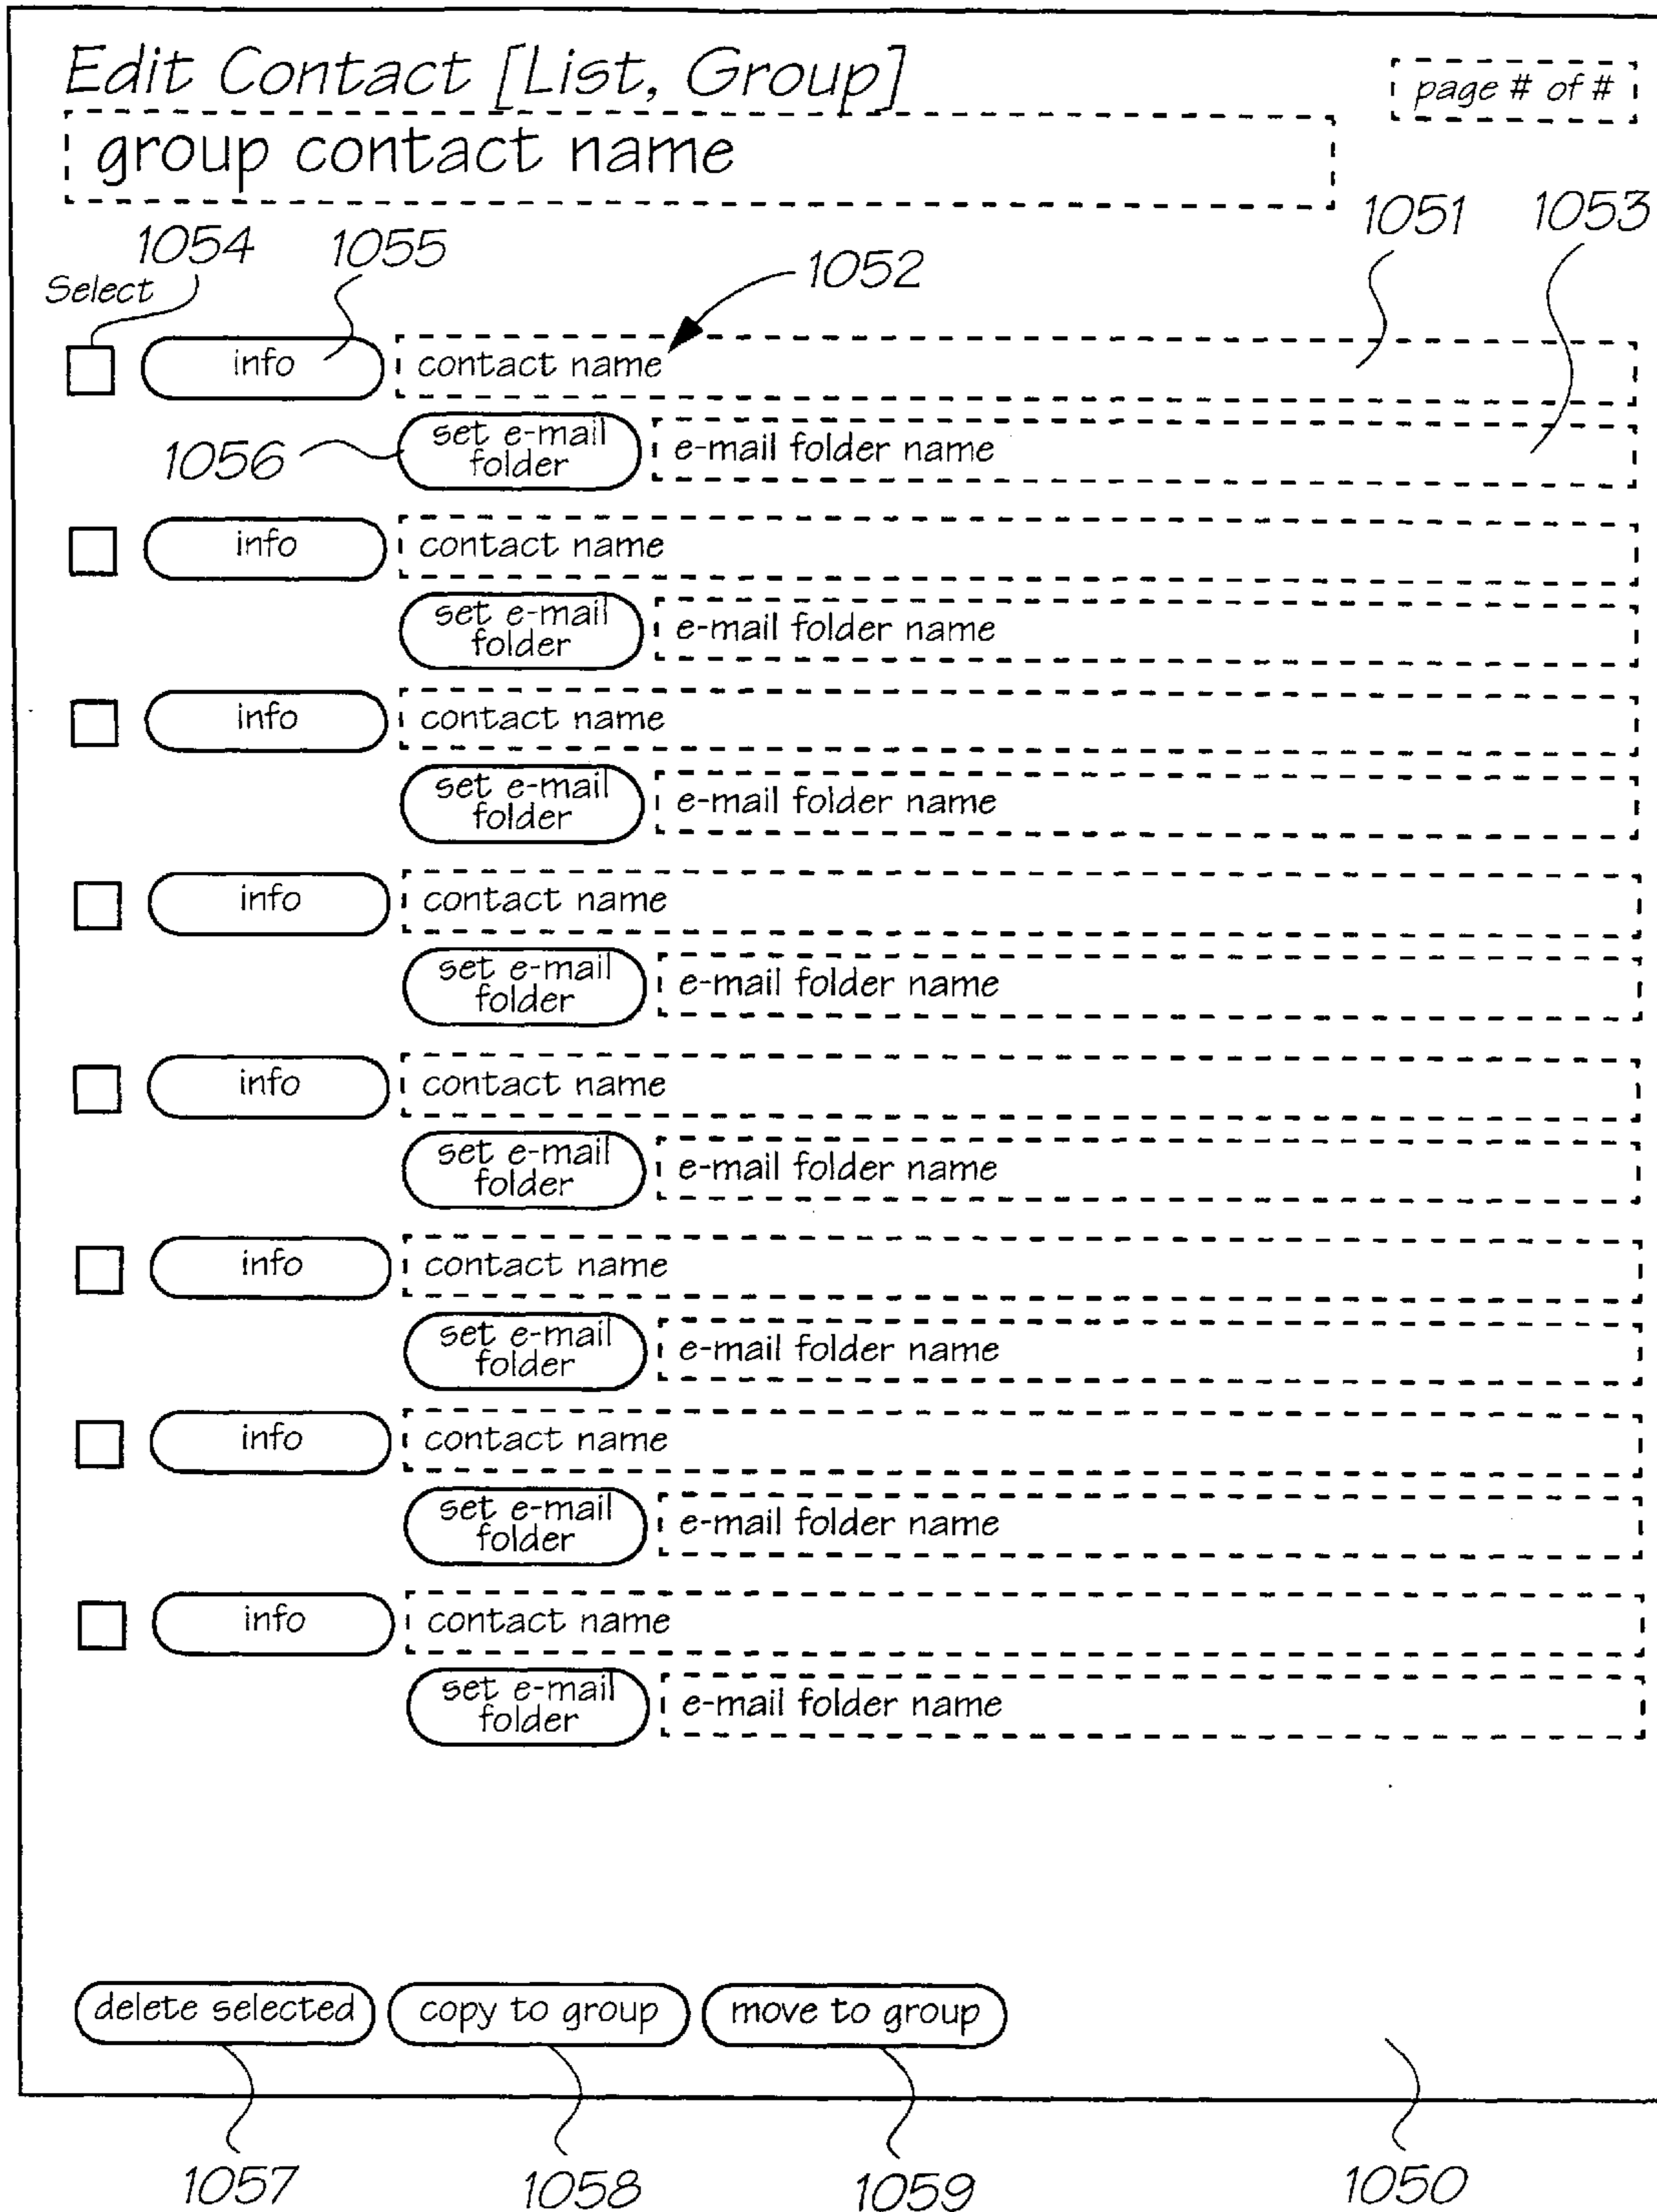 Edit Contact [List, Group]
page # of #
group contact name
1051 1053
1054 1055
1052
Select
info contact name
1056 set e-mail folder e-mail folder name
info contact name
set e-mail folder e-mail folder name
info contact name
set e-mail folder e-mail folder name
info contact name
set e-mail folder e-mail folder name
info contact name
set e-mail folder e-mail folder name
info contact name
set e-mail folder e-mail folder name
info contact name
set e-mail folder e-mail folder name
info contact name
set e-mail folder e-mail folder name
delete selected copy to group move to group
1057 1058 1059 1050